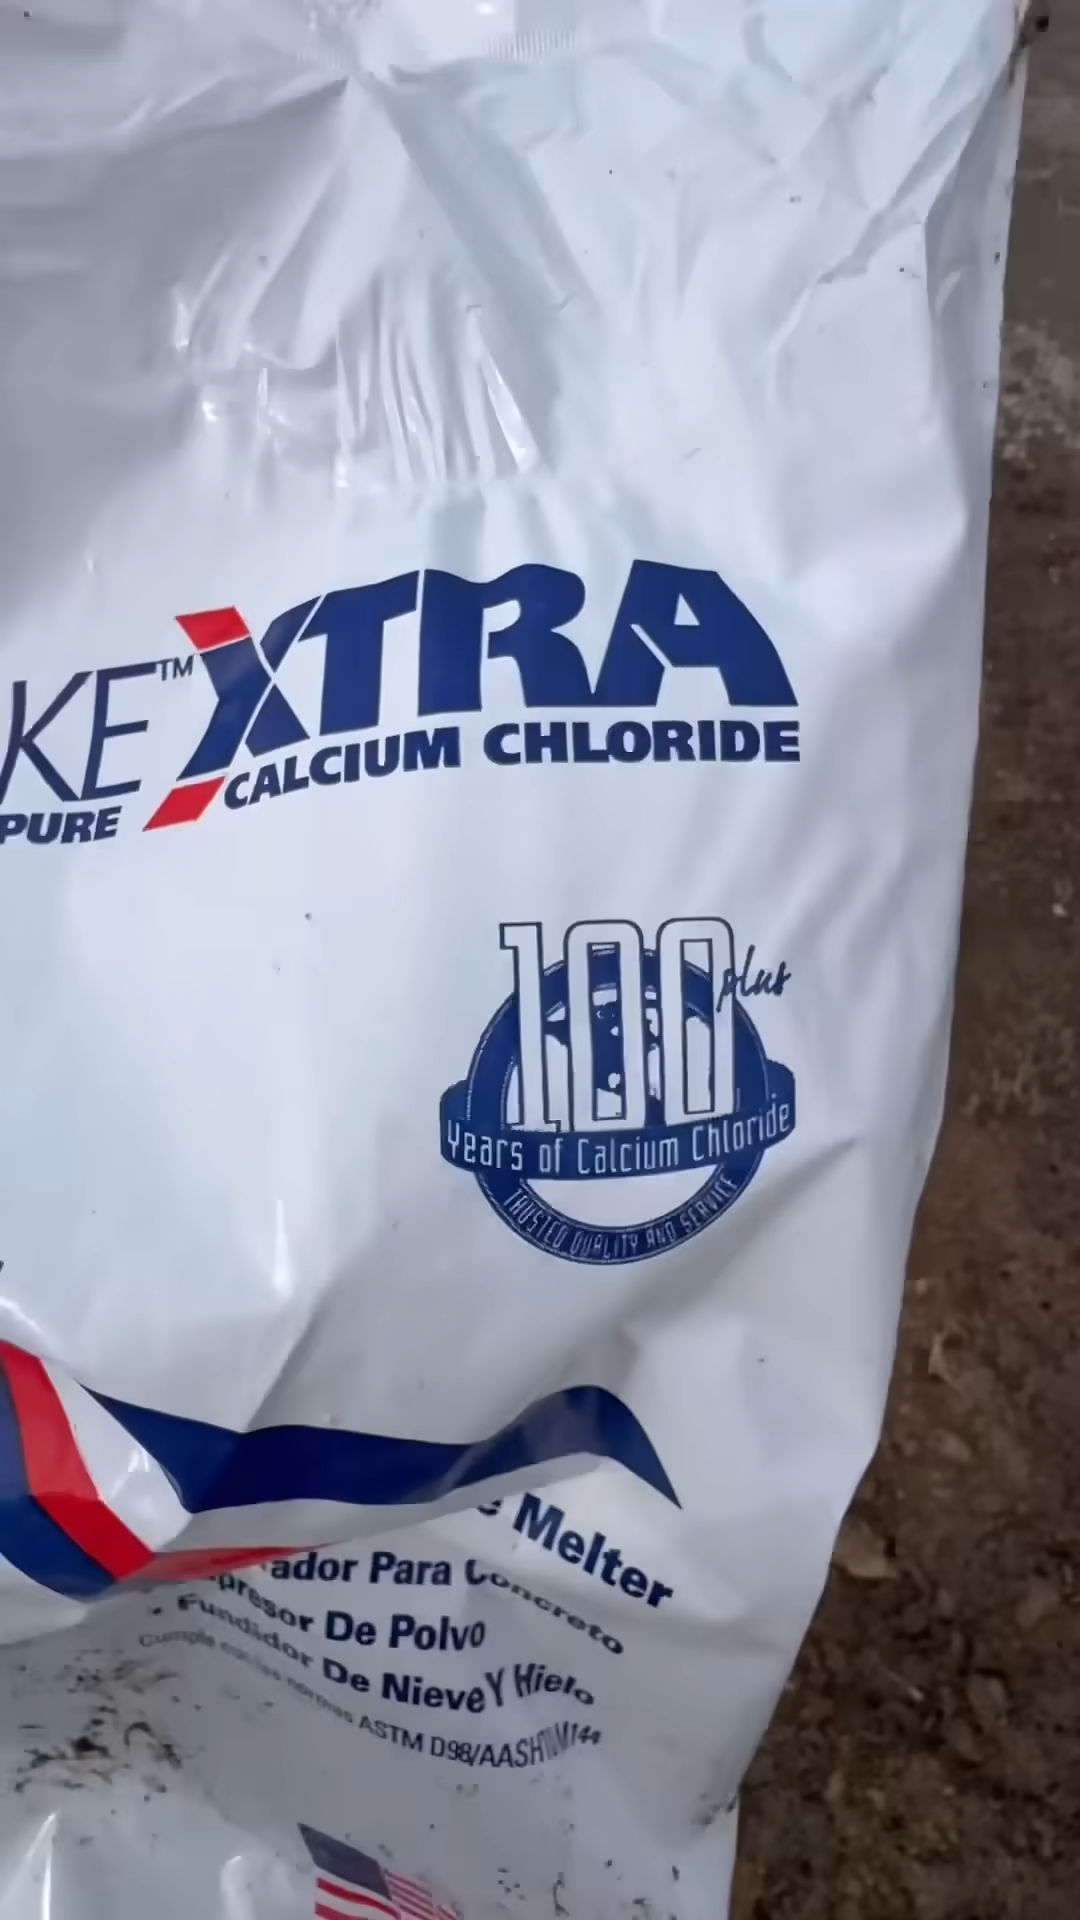 KE™ XTRA
PURE CALCIUM CHLORIDE
100 plus
Years of Calcium Chloride
TRUSTED QUALITY AND SERVICE
e Melter
ador Para Concreto
presor De Polvo
• Fundidor De Nieve Y Hielo
Cumple con las normas ASTM D98/AASHTO M144